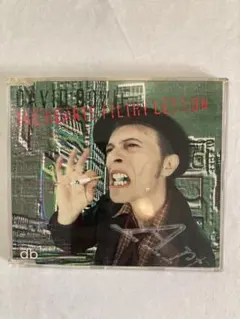 DAVID BOWIE
THE HEARTS FILTHY LESSON
db